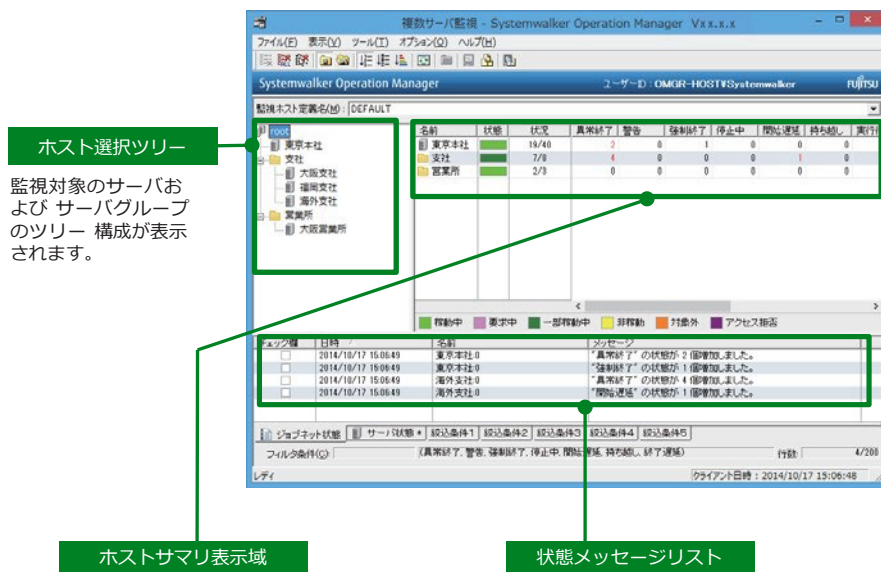 複数サーバ監視 - Systemwalker Operation Manager Vxx.x.x
ファイル(F) 表示(V) ツール(T) オプション(O) ヘルプ(H)
Systemwalker Operation Manager ユーザーID : OMGR-HOST¥Systemwalker FUJITSU
監視ホスト定義名(M) : DEFAULT
ホスト選択ツリー
監視対象のサーバお
よび サーバグループ
のツリー 構成が表示
されます。
root
東京本社
支社
大阪支社
福岡支社
海外支社
営業所
大阪営業所
名前 状態 状況 異常終了 警告 強制終了 停止中 開始遅延 持ち越し 実行
東京本社 19/40 2 0 1 0 0 0
支社 7/8 4 0 0 0 1 0
営業所 2/3 0 0 0 0 0 0
稼動中 要求中 一部稼動中 非稼動 対象外 アクセス拒否
チェック欄 日時 名前 メッセージ
2014/10/17 15:06:49 東京本社:0 "異常終了" の状態が 2 個増加しました。
2014/10/17 15:06:49 東京本社:0 "強制終了" の状態が 1 個増加しました。
2014/10/17 15:06:49 海外支社:0 "異常終了" の状態が 4 個増加しました。
2014/10/17 15:06:49 海外支社:0 "開始遅延" の状態が 1 個増加しました。
ジョブネット状態 サーバ状態 * 絞込条件1 絞込条件2 絞込条件3 絞込条件4 絞込条件5
フィルタ条件(C): (異常終了, 警告, 強制終了, 停止中, 開始遅延, 持ち越し, 終了遅延) 行数: 4/200
レディ クライアント日時 : 2014/10/17 15:06:48
ホストサマリ表示域
状態メッセージリスト